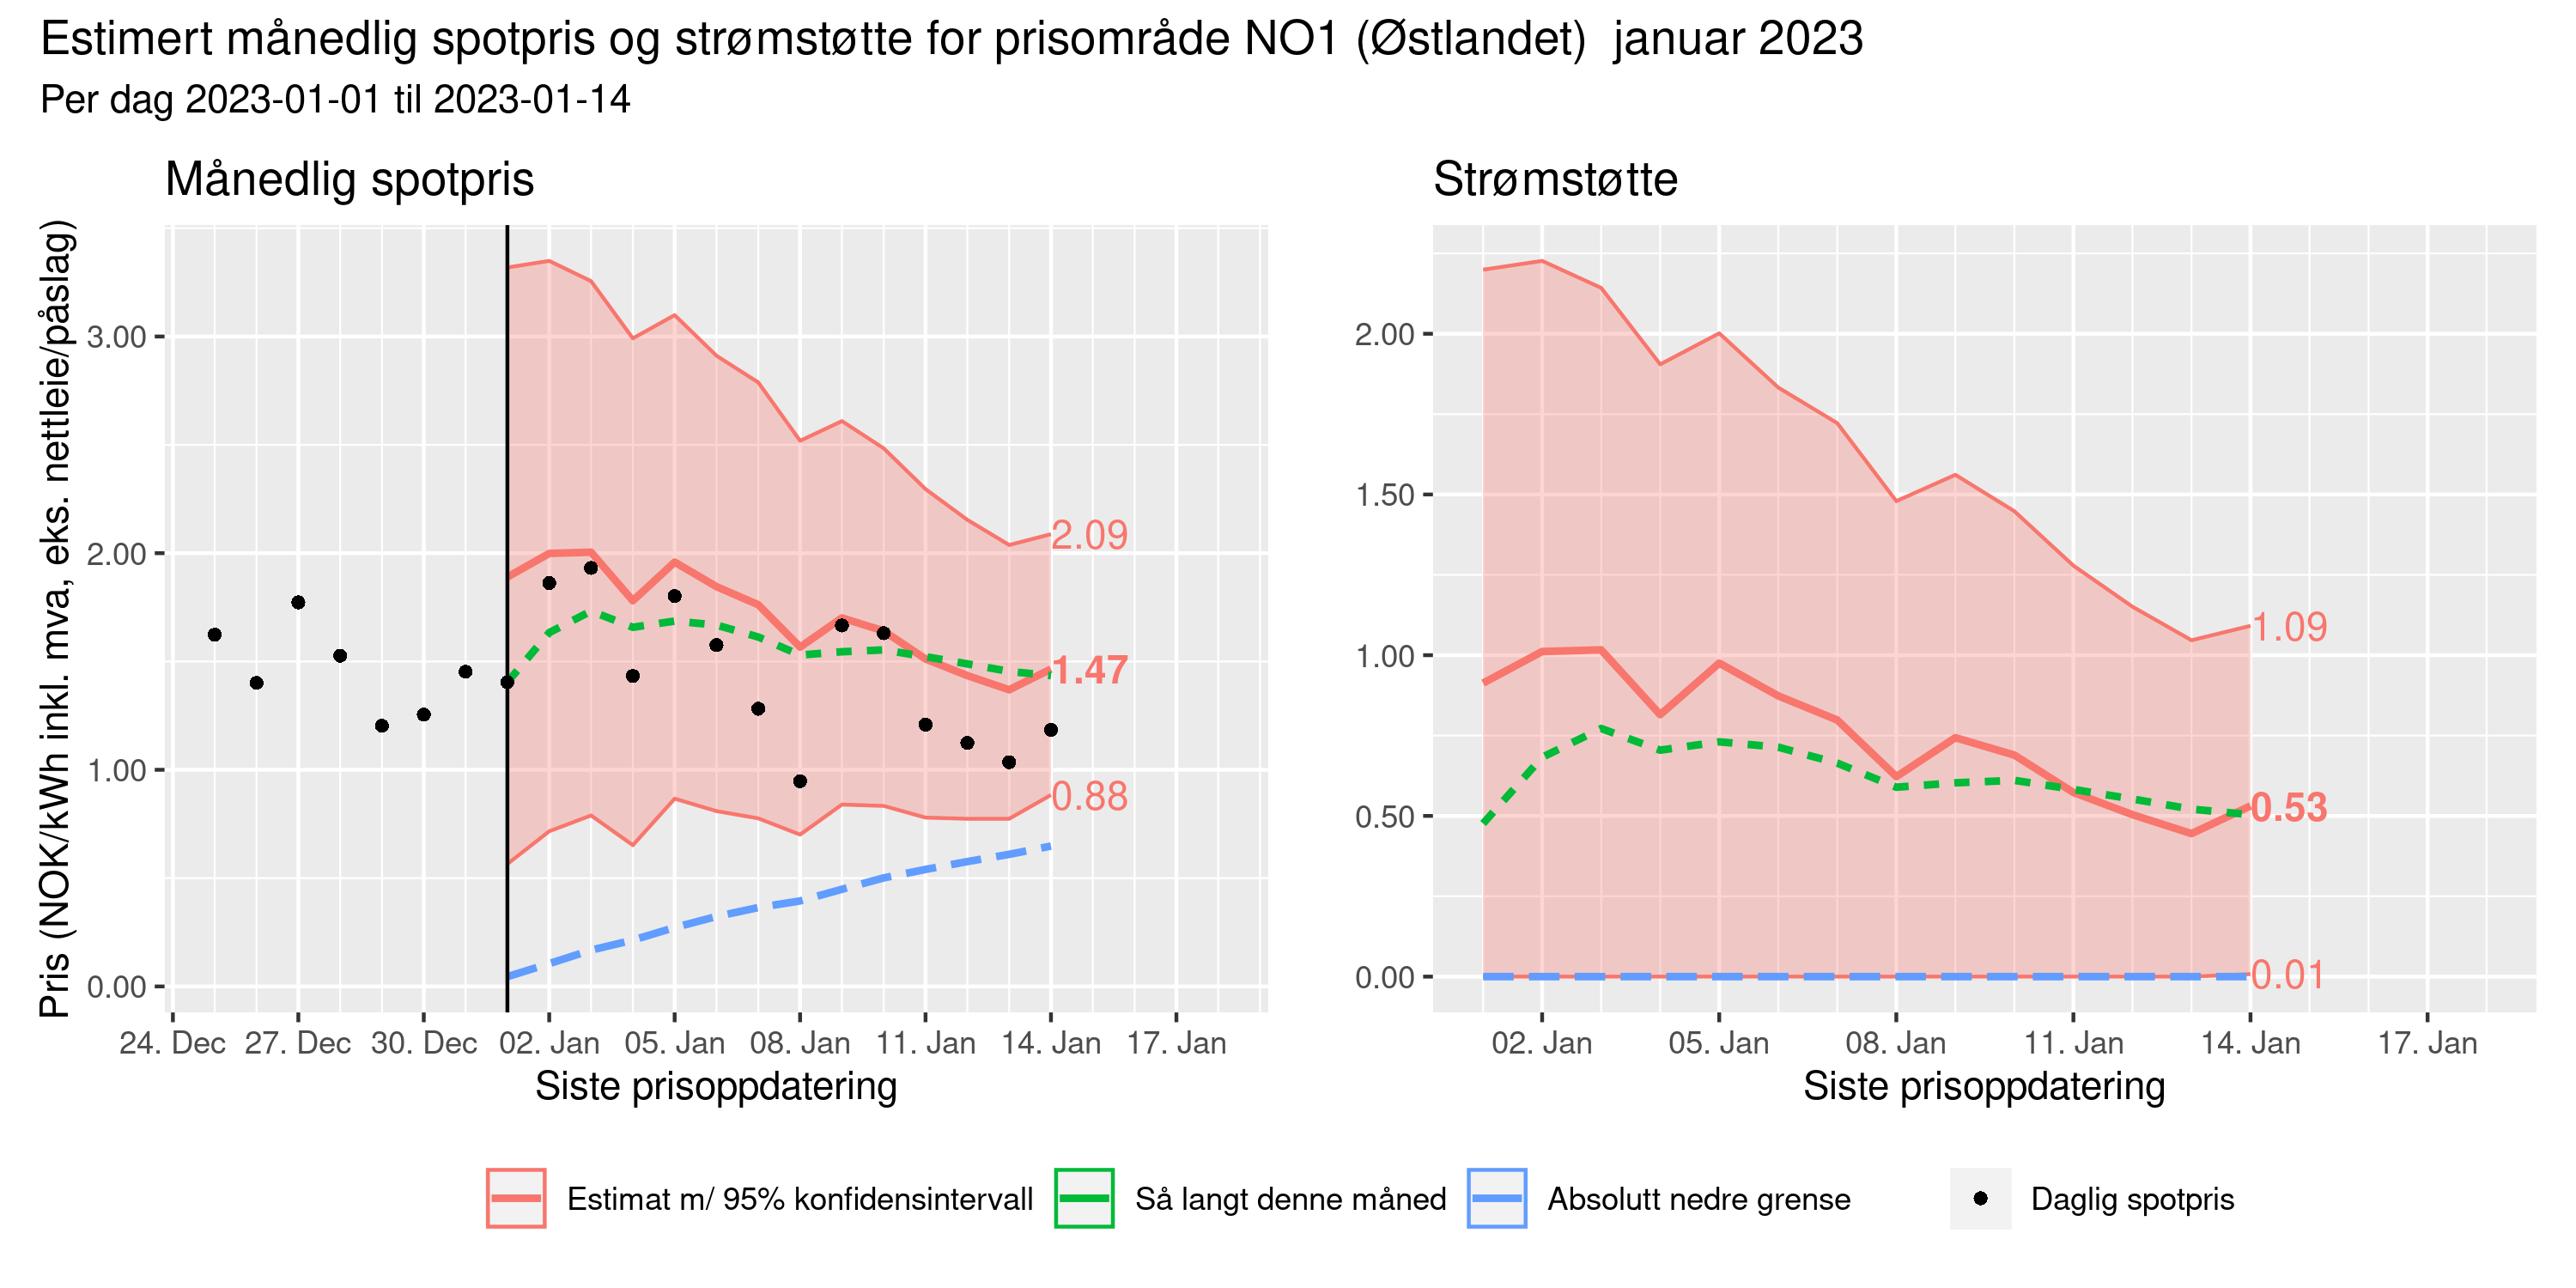 Estimert månedlig spotpris og strømstøtte for prisområde NO1 (Østlandet) januar 2023
Per dag 2023-01-01 til 2023-01-14
Månedlig spotpris
Pris (NOK/kWh inkl. mva, eks. nettleie/påslag)
3.00
2.00
1.00
0.00
2.09
1.47
0.88
24. Dec 27. Dec 30. Dec 02. Jan 05. Jan 08. Jan 11. Jan 14. Jan 17. Jan
Siste prisoppdatering
Strømstøtte
2.00
1.50
1.00
0.50
0.00
1.09
0.53
0.01
02. Jan 05. Jan 08. Jan 11. Jan 14. Jan 17. Jan
Siste prisoppdatering
Estimat m/ 95% konfidensintervall Så langt denne måned Absolutt nedre grense Daglig spotpris